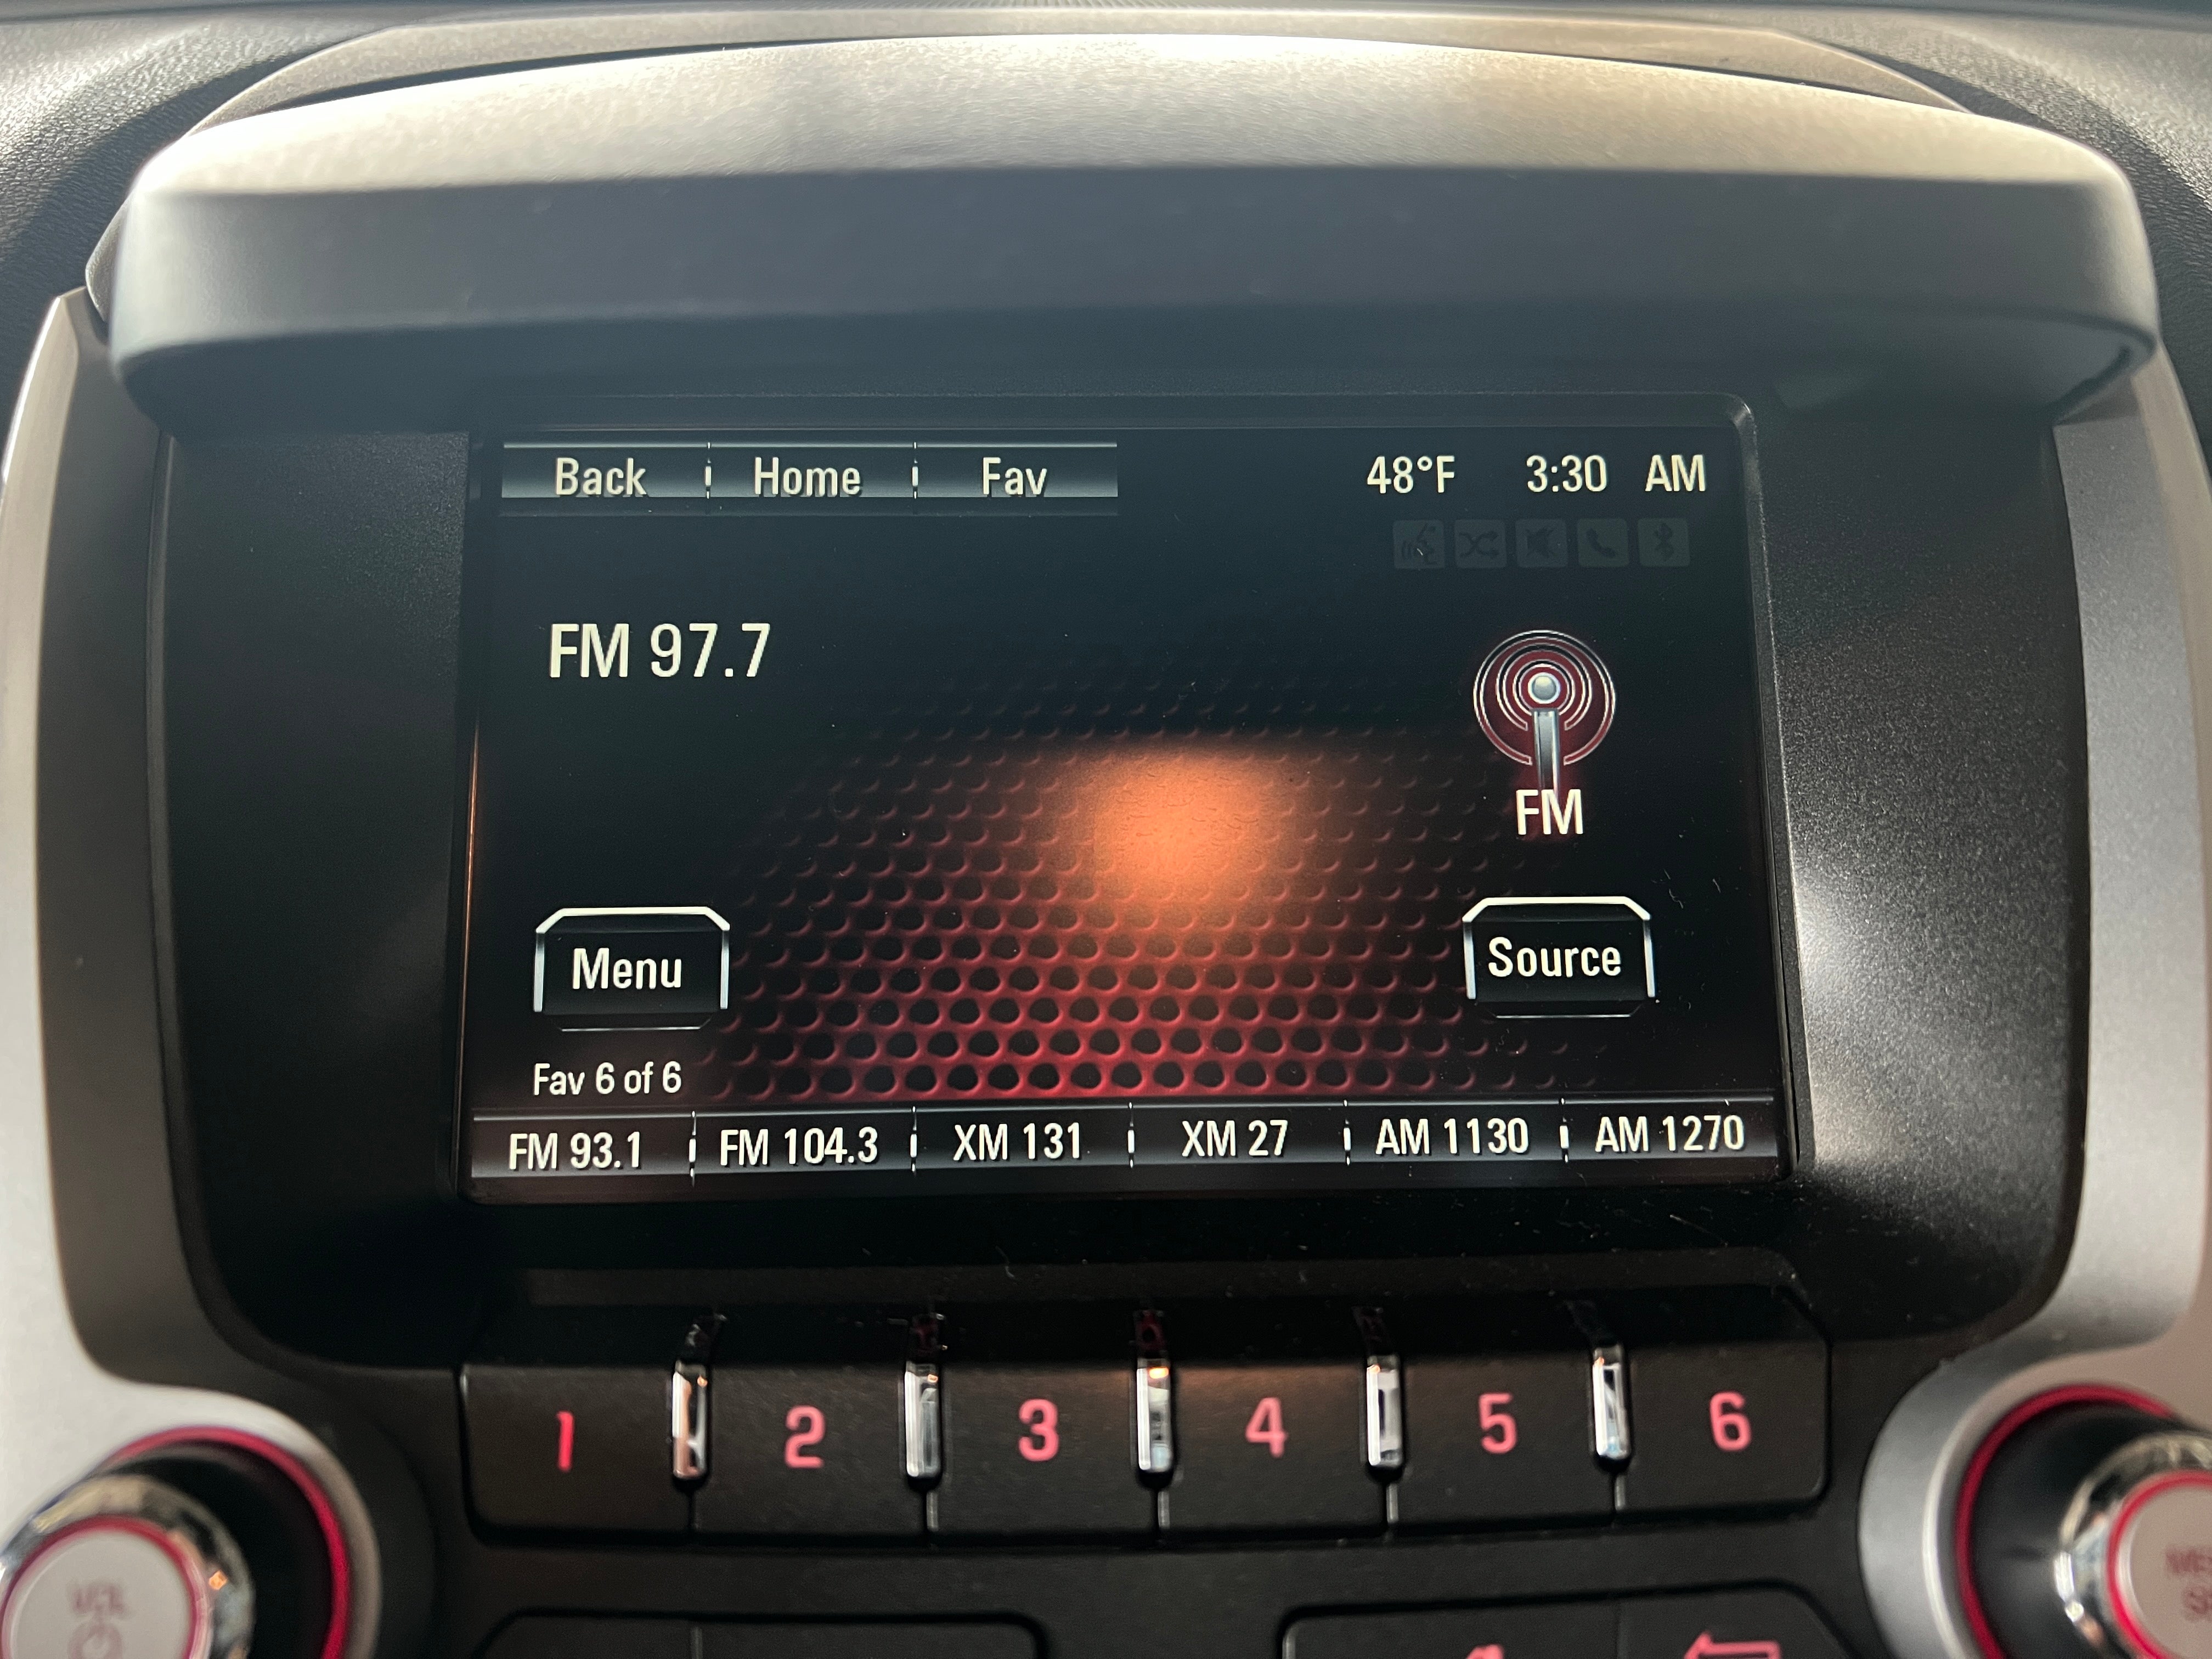 Back Home Fav 48°F 3:30 AM
FM 97.7
FM
Menu Source
Fav 6 of 6
FM 93.1 FM 104.3 XM 131 XM 27 AM 1130 AM 1270
1 2 3 4 5 6
VOL